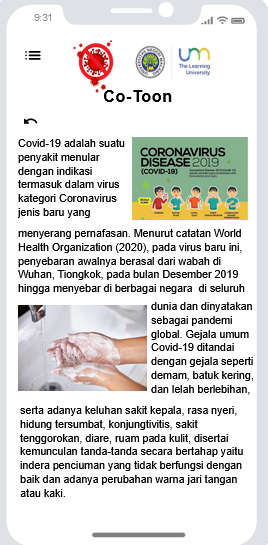 9:31
um
The Learning
University
Co-Toon
Covid-19 adalah suatu
penyakit menular
dengan indikasi
termasuk dalam virus
kategori Coronavirus
jenis baru yang
CORONAVIRUS
DISEASE 2019
(COVID-19)
menyerang pernafasan. Menurut catatan World
Health Organization (2020), pada virus baru ini,
penyebaran awalnya berasal dari wabah di
Wuhan, Tiongkok, pada bulan Desember 2019
hingga menyebar di berbagai negara di seluruh
dunia dan dinyatakan
sebagai pandemi
global. Gejala umum
Covid-19 ditandai
dengan gejala seperti
demam, batuk kering,
dan lelah berlebihan,
serta adanya keluhan sakit kepala, rasa nyeri,
hidung tersumbat, konjungtivitis, sakit
tenggorokan, diare, ruam pada kulit, disertai
kemunculan tanda-tanda secara bertahap yaitu
indera penciuman yang tidak berfungsi dengan
baik dan adanya perubahan warna jari tangan
atau kaki.